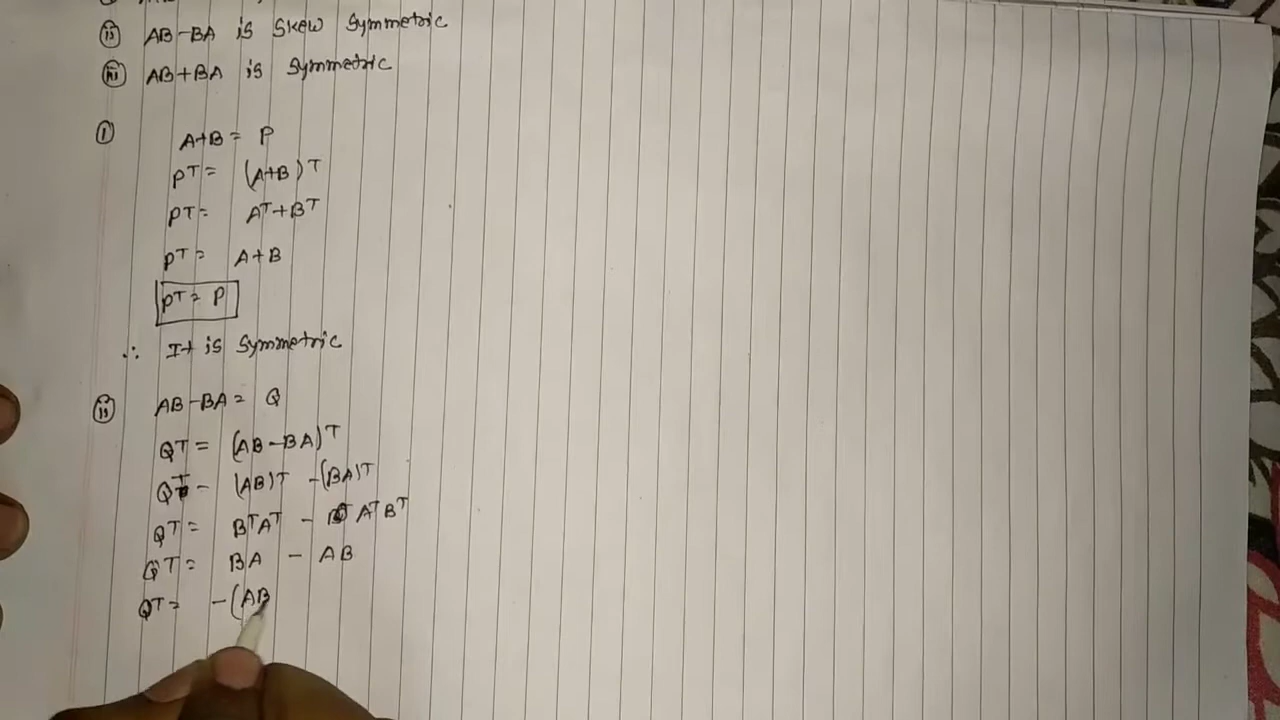 (ii) AB-BA is Skew Symmetric
(iii) AB+BA is Symmetric
(i) A+B = P
P^T = (A+B)^T
P^T = A^T+B^T
P^T = A+B
P^T = P
∴ It is Symmetric
(ii) AB-BA = Q
Q^T = (AB-BA)^T
Q^T = (AB)^T - (BA)^T
Q^T = B^T A^T - A^T B^T
Q^T = BA - AB
Q^T = -(AB